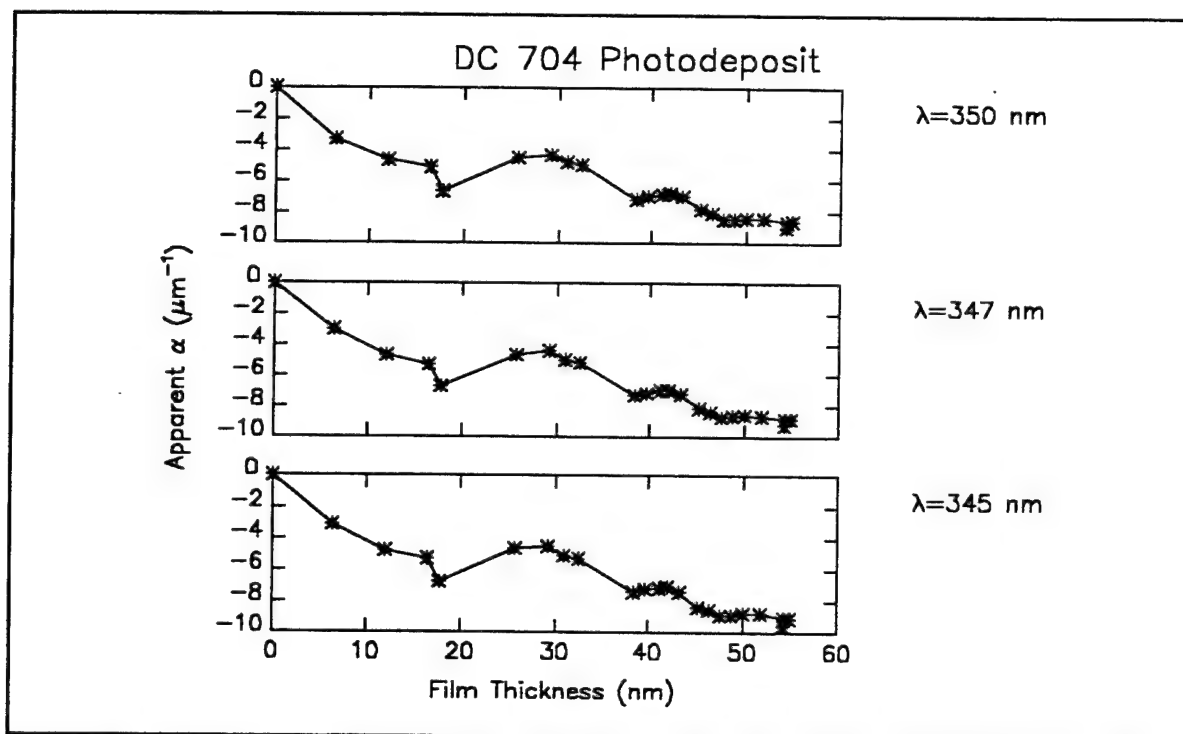 DC 704 Photodeposit
0
-2
-4
-6
-8
-10
λ=350 nm
0
-2
-4
-6
-8
-10
λ=347 nm
0
-2
-4
-6
-8
-10
λ=345 nm
Apparent α (μm⁻¹)
0 10 20 30 40 50 60
Film Thickness (nm)